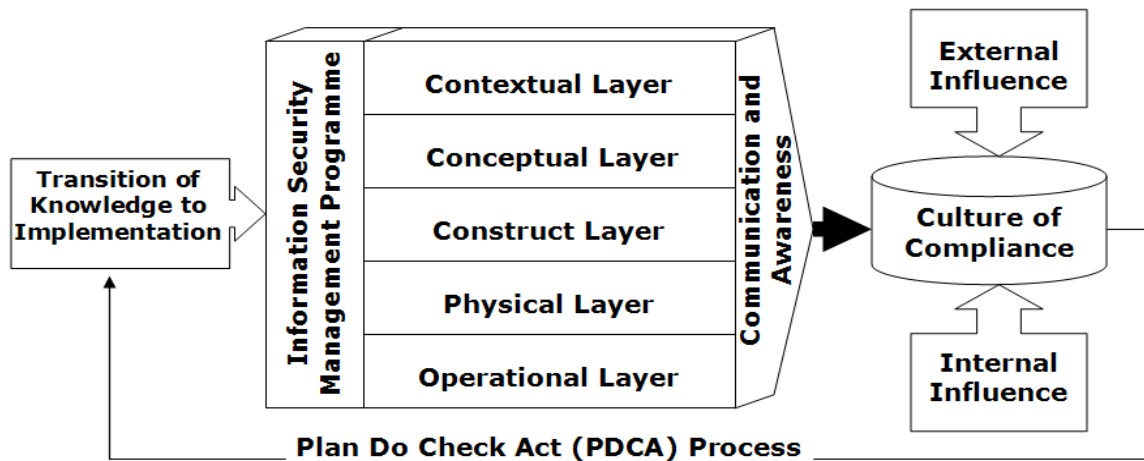 Transition of
Knowledge to
Implementation
Information Security
Management Programme
Contextual Layer
Conceptual Layer
Construct Layer
Physical Layer
Operational Layer
Communication and
Awareness
External
Influence
Culture of
Compliance
Internal
Influence
Plan Do Check Act (PDCA) Process